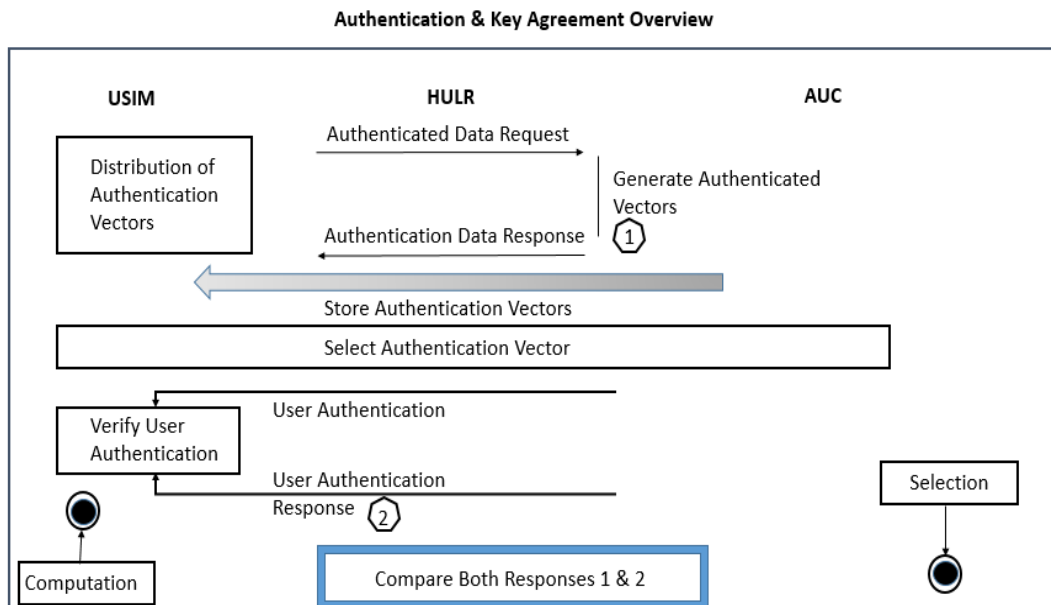 Authentication & Key Agreement Overview
USIM
HULR
AUC
Authenticated Data Request
Distribution of
Authentication
Vectors
Generate Authenticated
Vectors
1
Authentication Data Response
Store Authentication Vectors
Select Authentication Vector
User Authentication
Verify User
Authentication
User Authentication
Response
2
Selection
Computation
Compare Both Responses 1 & 2